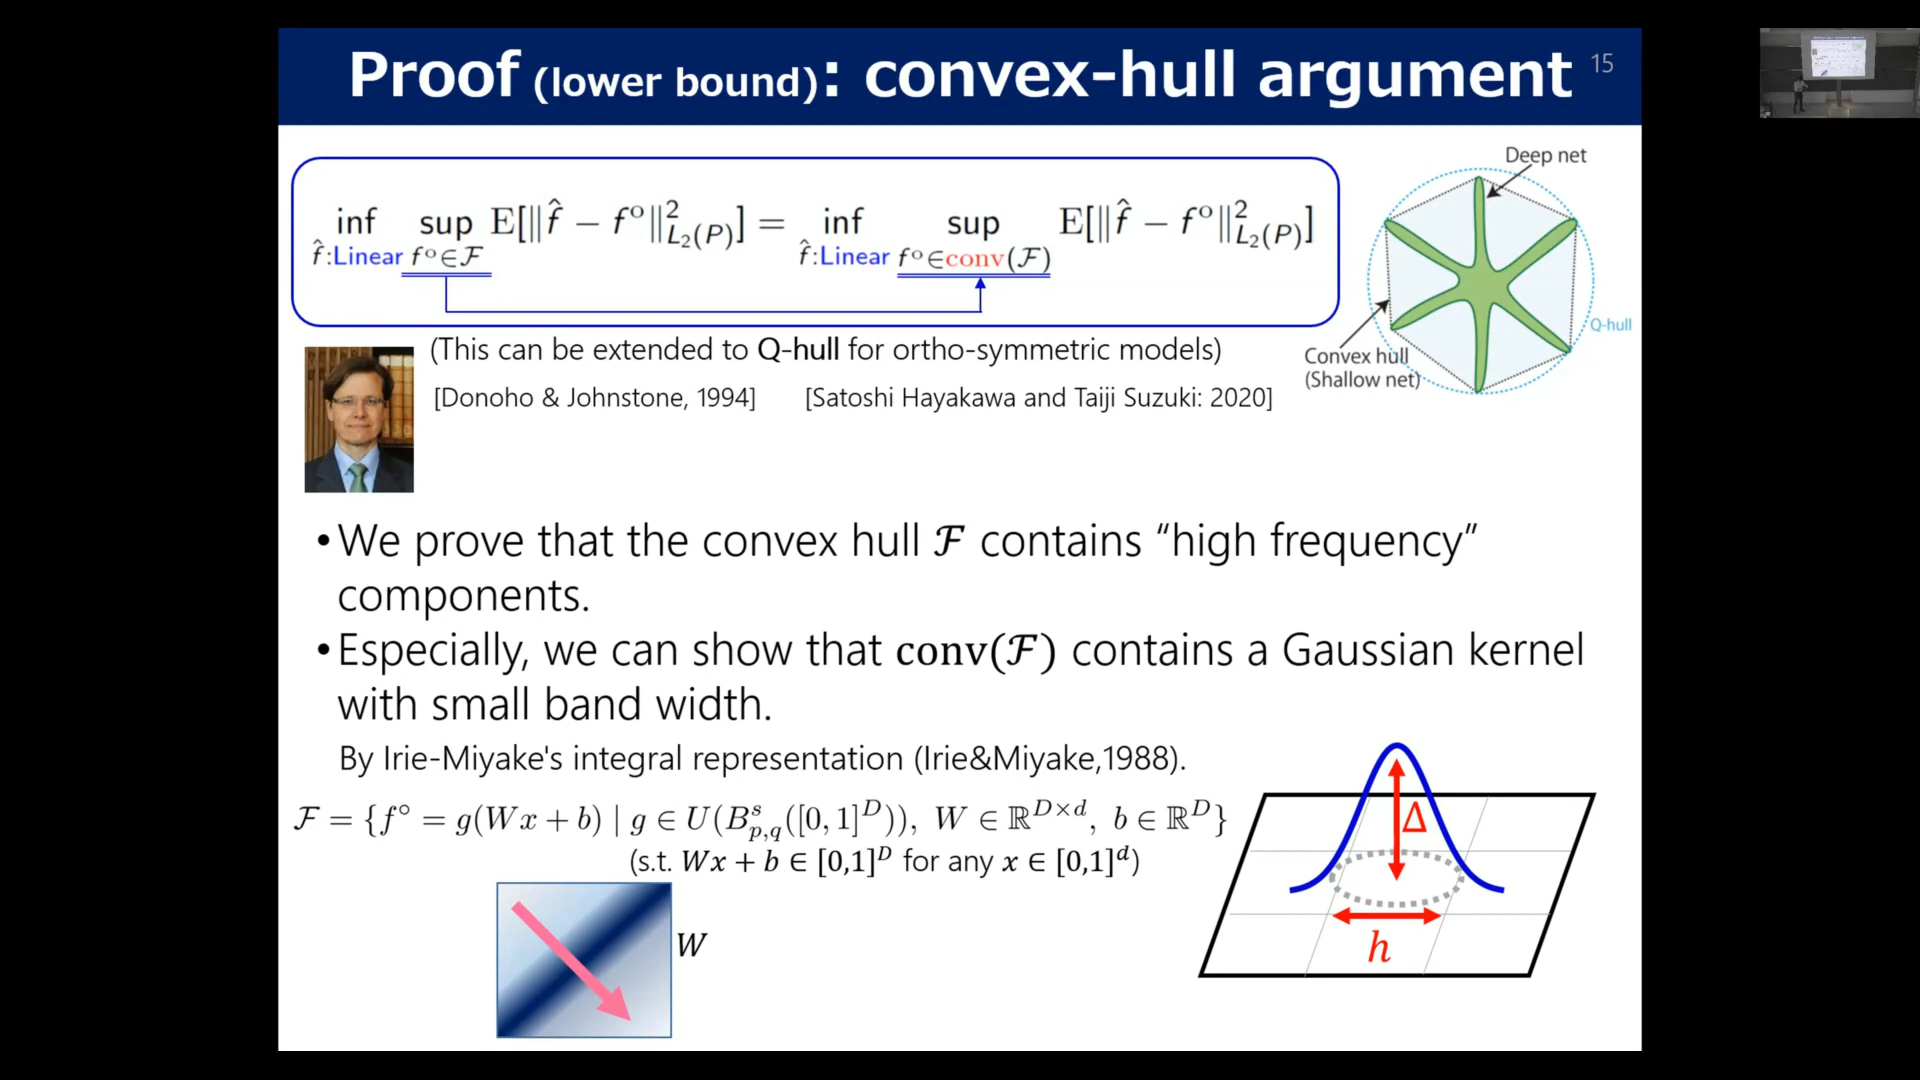 Proof (lower bound): convex-hull argument
15
inf sup E[‖f̂ − f°‖²_{L₂(P)}] = inf sup E[‖f̂ − f°‖²_{L₂(P)}]
f̂:Linear f°∈ℱ f̂:Linear f°∈conv(ℱ)
Deep net
Q-hull
Convex hull
(Shallow net)
(This can be extended to Q-hull for ortho-symmetric models)
[Donoho & Johnstone, 1994] [Satoshi Hayakawa and Taiji Suzuki: 2020]
•We prove that the convex hull ℱ contains “high frequency”
components.
•Especially, we can show that conv(ℱ) contains a Gaussian kernel
with small band width.
By Irie-Miyake's integral representation (Irie&Miyake,1988).
ℱ = {f° = g(Wx + b) | g ∈ U(B^s_{p,q}([0,1]^D)), W ∈ ℝ^{D×d}, b ∈ ℝ^D}
(s.t. Wx + b ∈ [0,1]^D for any x ∈ [0,1]^d)
W
Δ
h